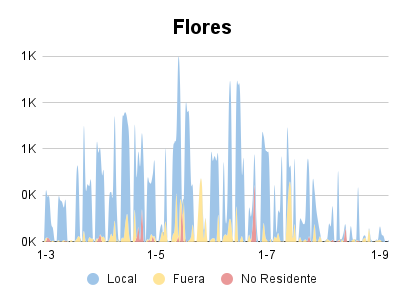 Flores
1K
1K
1K
0K
0K
1-3 1-5 1-7 1-9
Local Fuera No Residente